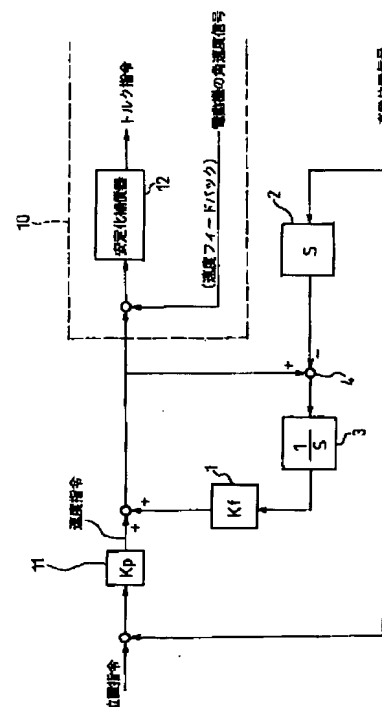 10
安定化補償器
12
トルク指令
電動機の角速度信号
(速度フィードバック)
位置指令
11
Kp
速度指令
+
+
1
Kf
+
-
4
2
S
3
1
S